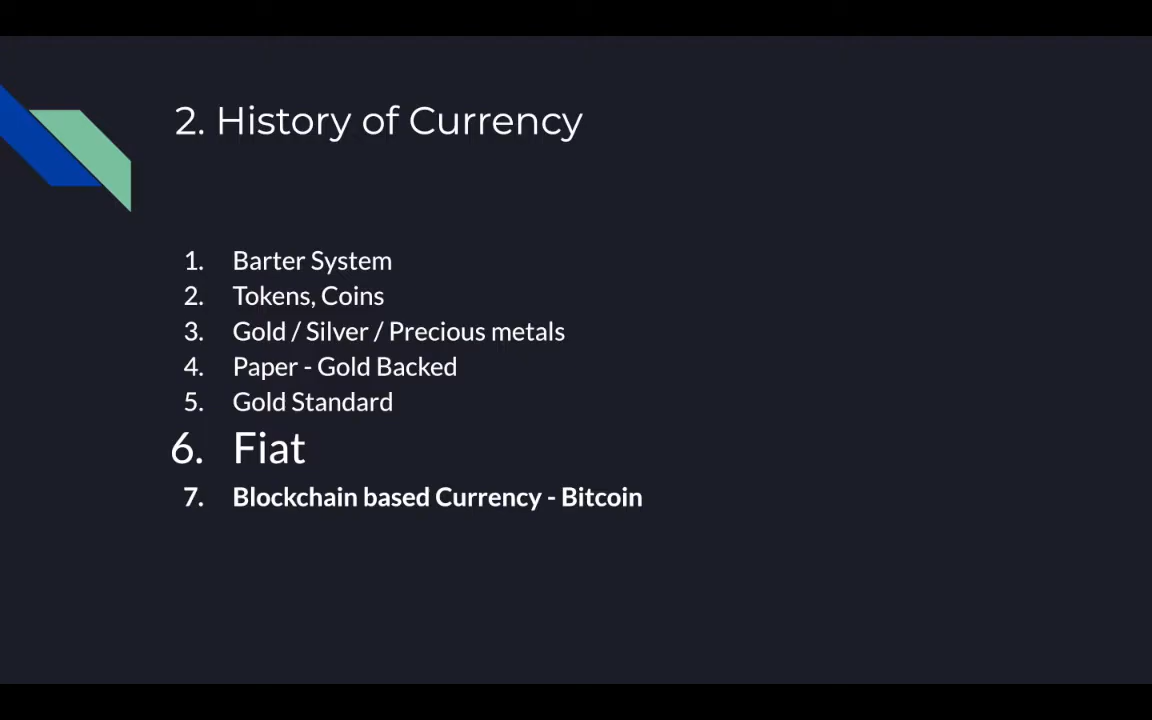 2. History of Currency
1. Barter System
2. Tokens, Coins
3. Gold / Silver / Precious metals
4. Paper - Gold Backed
5. Gold Standard
6. Fiat
7. Blockchain based Currency - Bitcoin